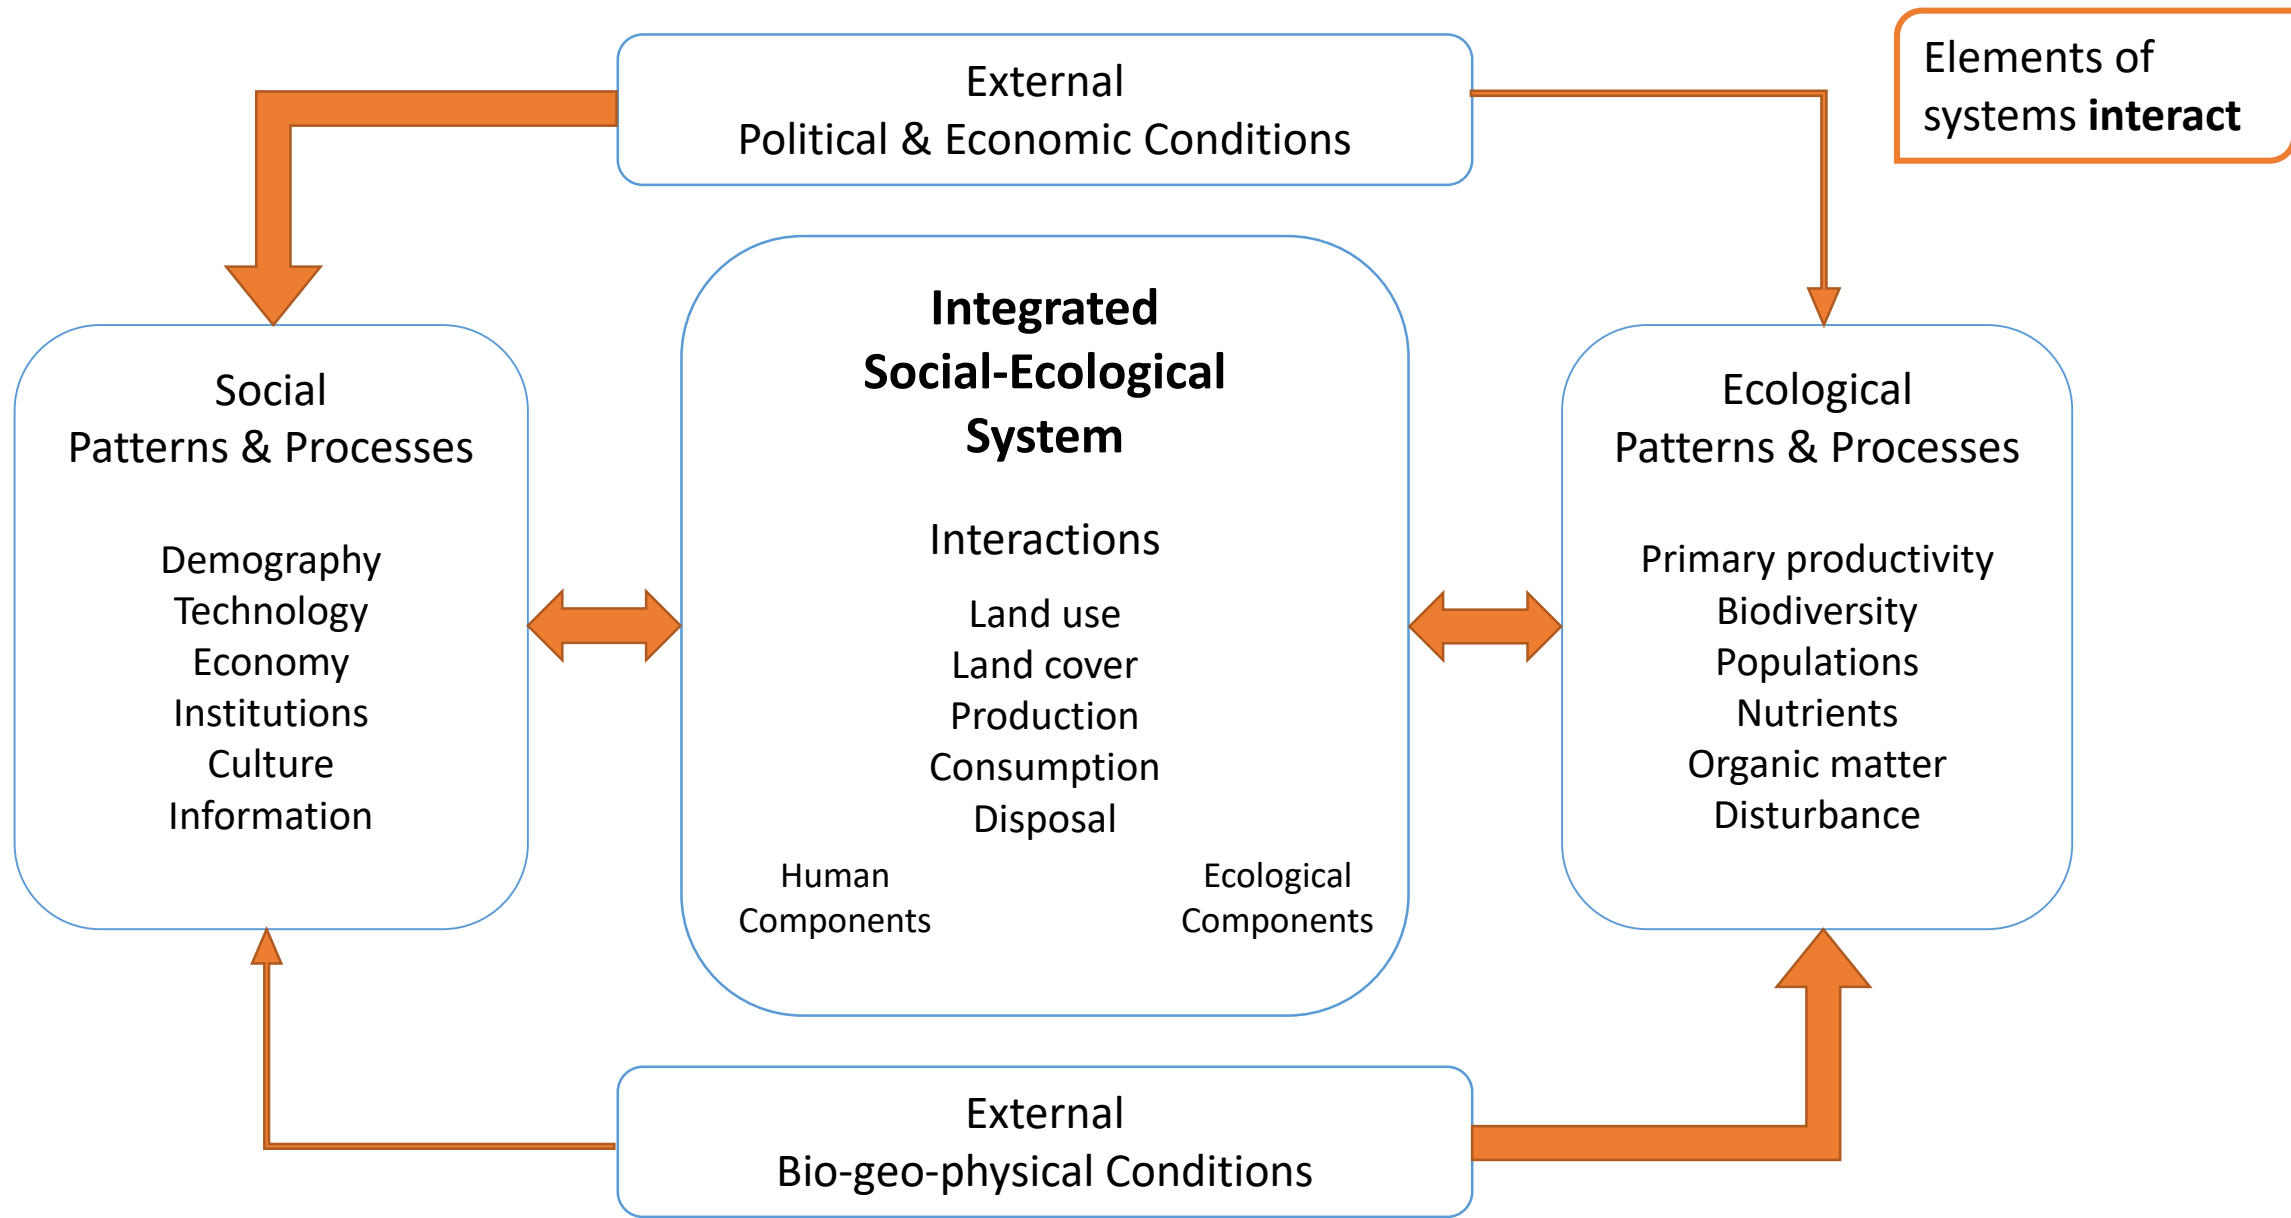 External
Political & Economic Conditions
Elements of
systems interact
Social
Patterns & Processes
Demography
Technology
Economy
Institutions
Culture
Information
Integrated
Social-Ecological
System
Interactions
Land use
Land cover
Production
Consumption
Disposal
Human
Components
Ecological
Components
Ecological
Patterns & Processes
Primary productivity
Biodiversity
Populations
Nutrients
Organic matter
Disturbance
External
Bio-geo-physical Conditions